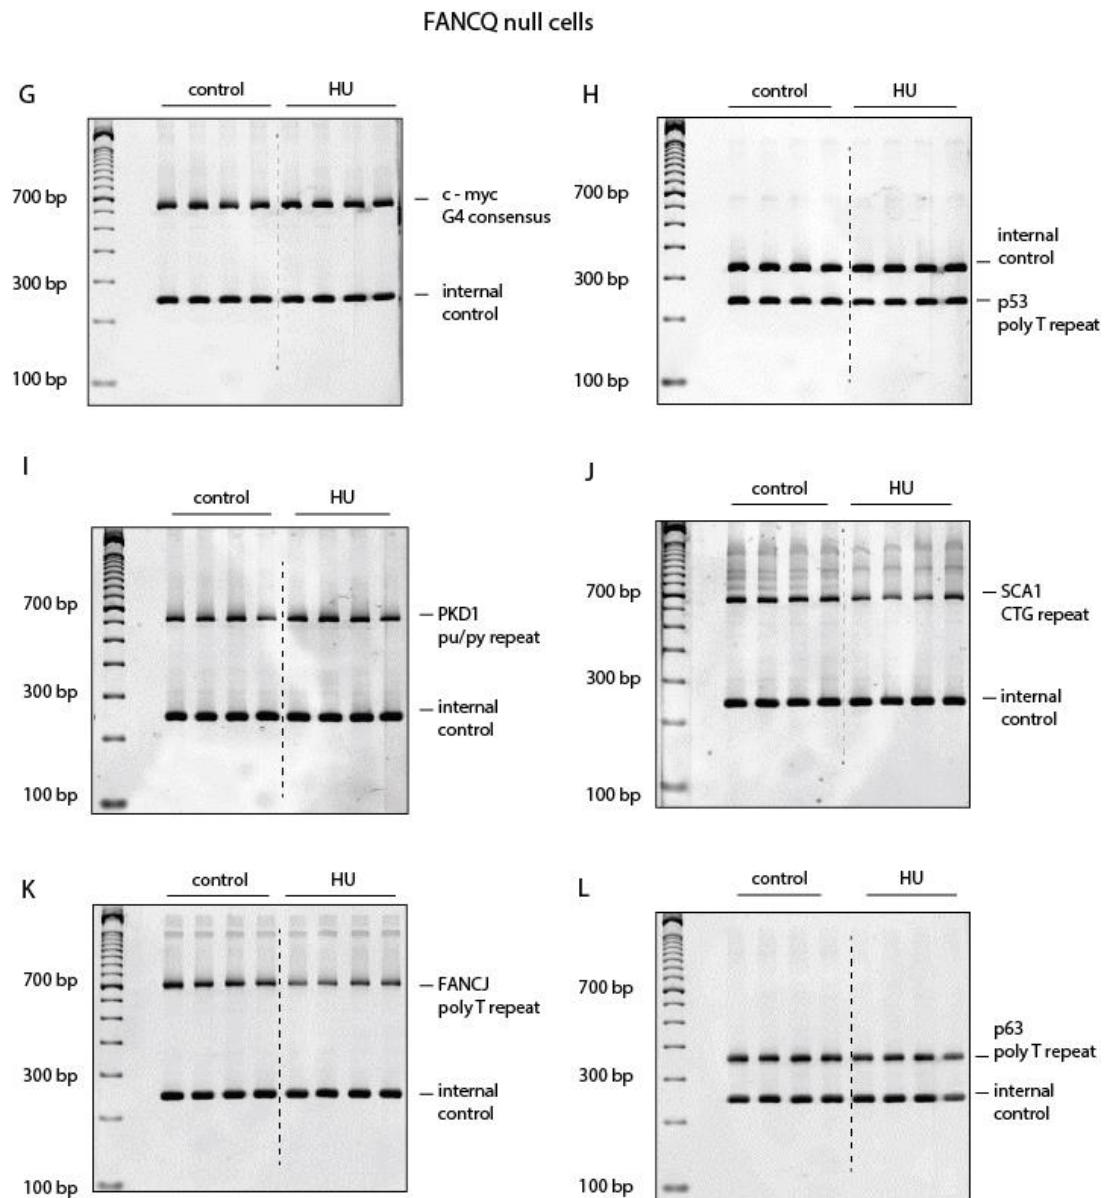 FANCQ null cells
G
control
HU
700 bp
300 bp
100 bp
c - myc
G4 consensus
internal
control
H
control
HU
700 bp
300 bp
100 bp
internal
control
p53
poly T repeat
I
control
HU
700 bp
300 bp
100 bp
PKD1
pu/py repeat
internal
control
J
control
HU
700 bp
300 bp
100 bp
SCA1
CTG repeat
internal
control
K
control
HU
700 bp
300 bp
100 bp
FANCJ
poly T repeat
internal
control
L
control
HU
700 bp
300 bp
100 bp
p63
poly T repeat
internal
control